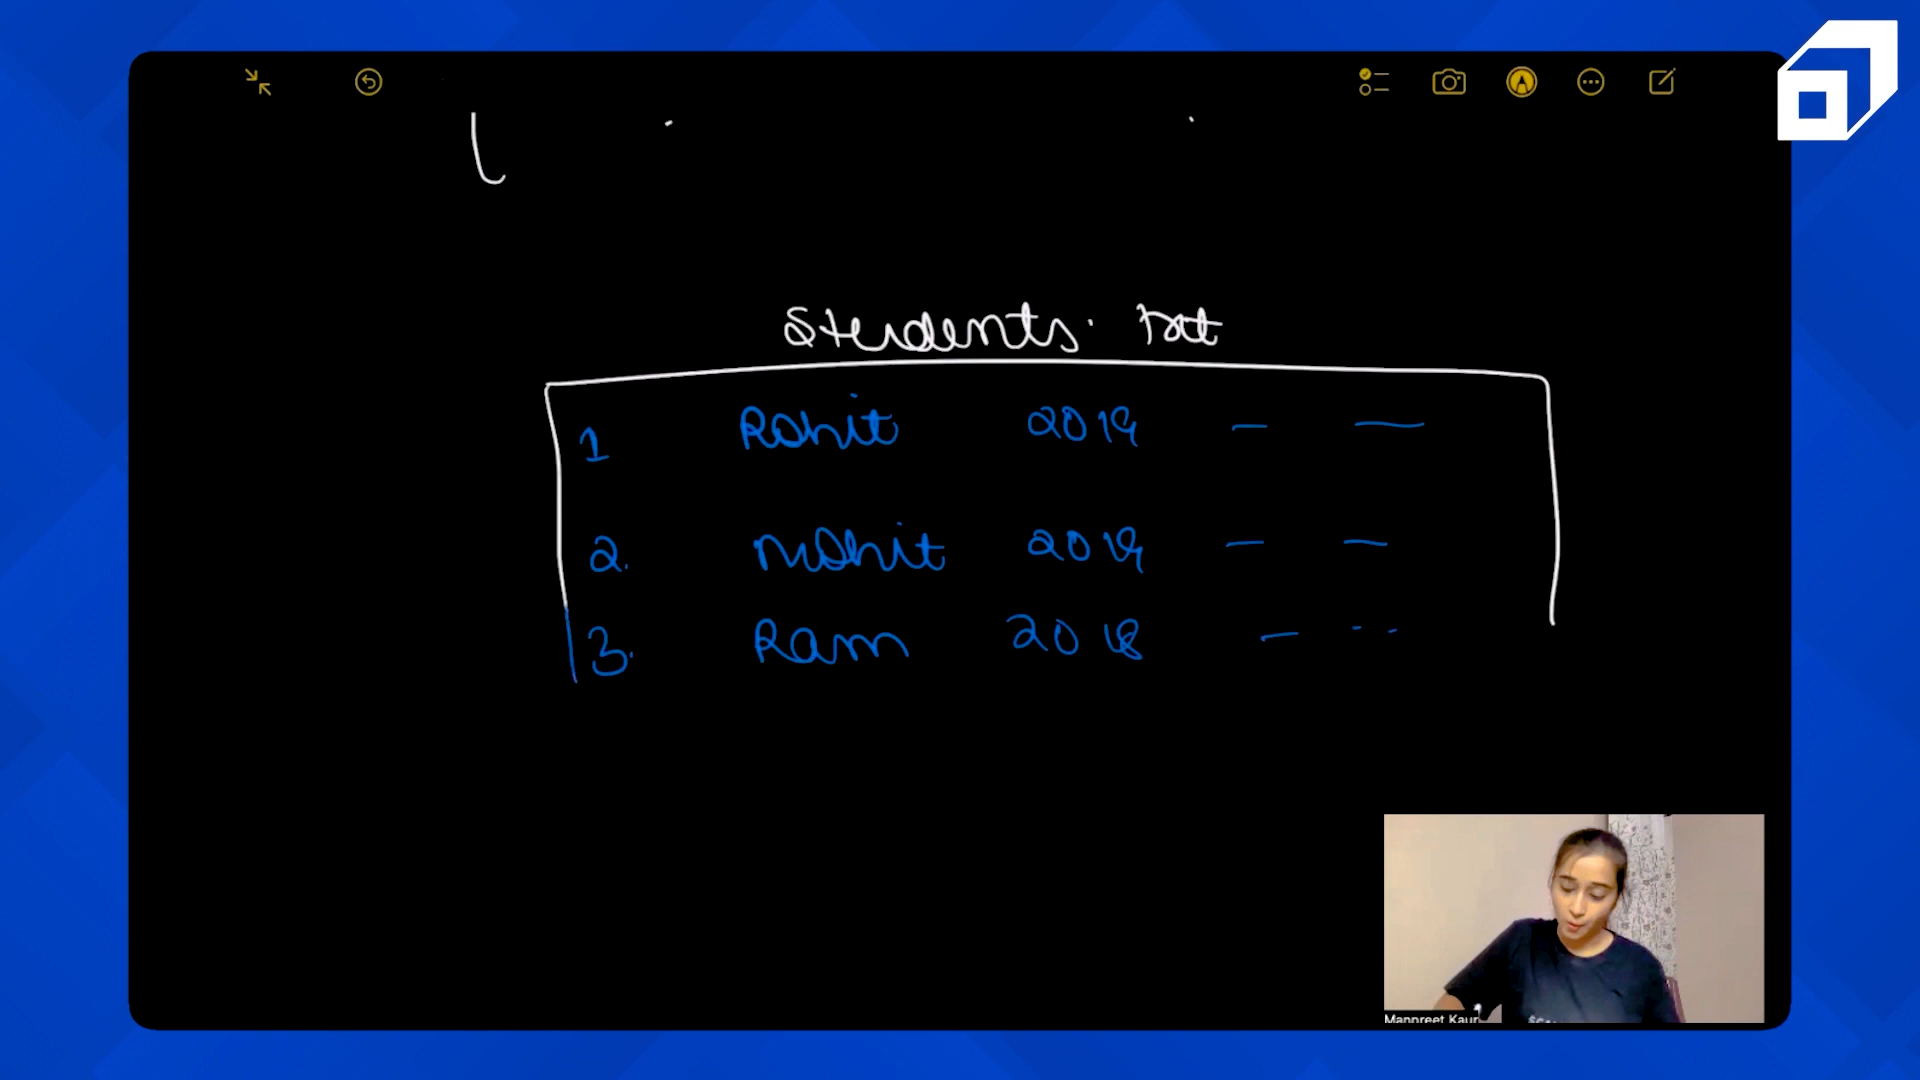 Students. txt
1 Rohit 2019 - -
2. Mohit 2019 - -
3. Ram 2018 - - -
Manpreet Kaur